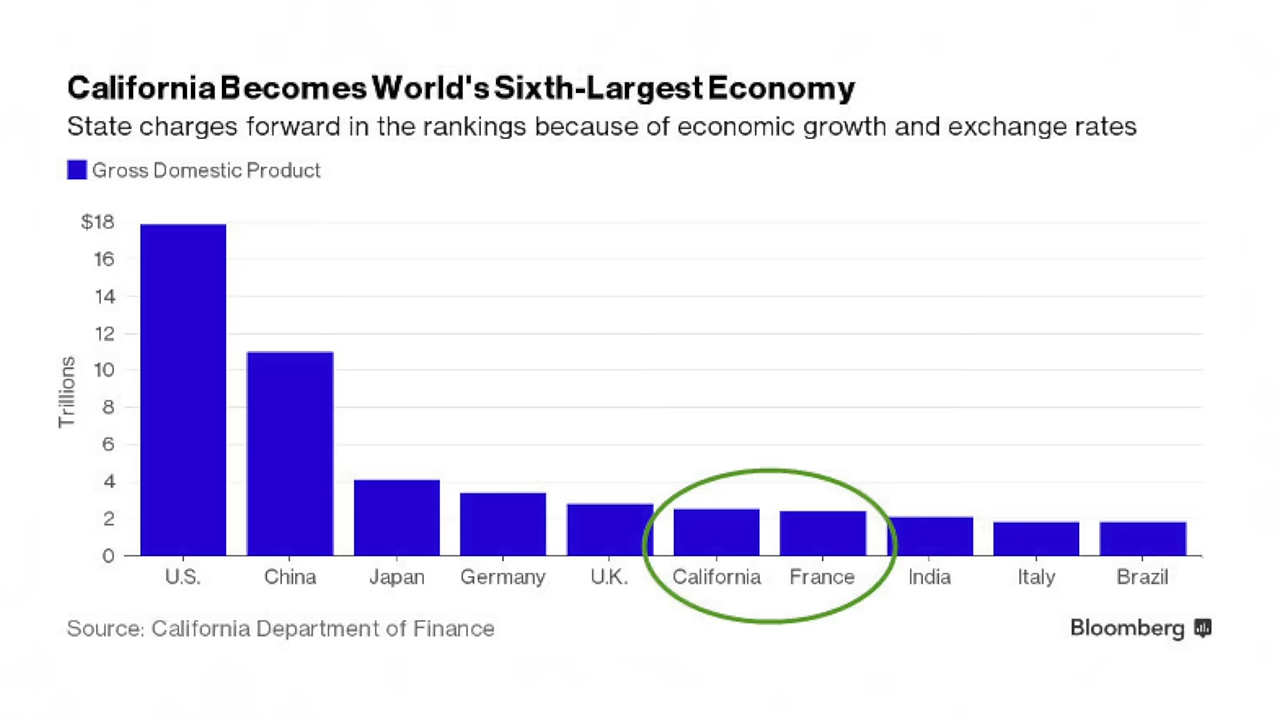 California Becomes World's Sixth-Largest Economy
State charges forward in the rankings because of economic growth and exchange rates
Gross Domestic Product
$18
16
14
12
10
8
6
4
2
0
Trillions
U.S. China Japan Germany U.K. California France India Italy Brazil
Source: California Department of Finance
Bloomberg